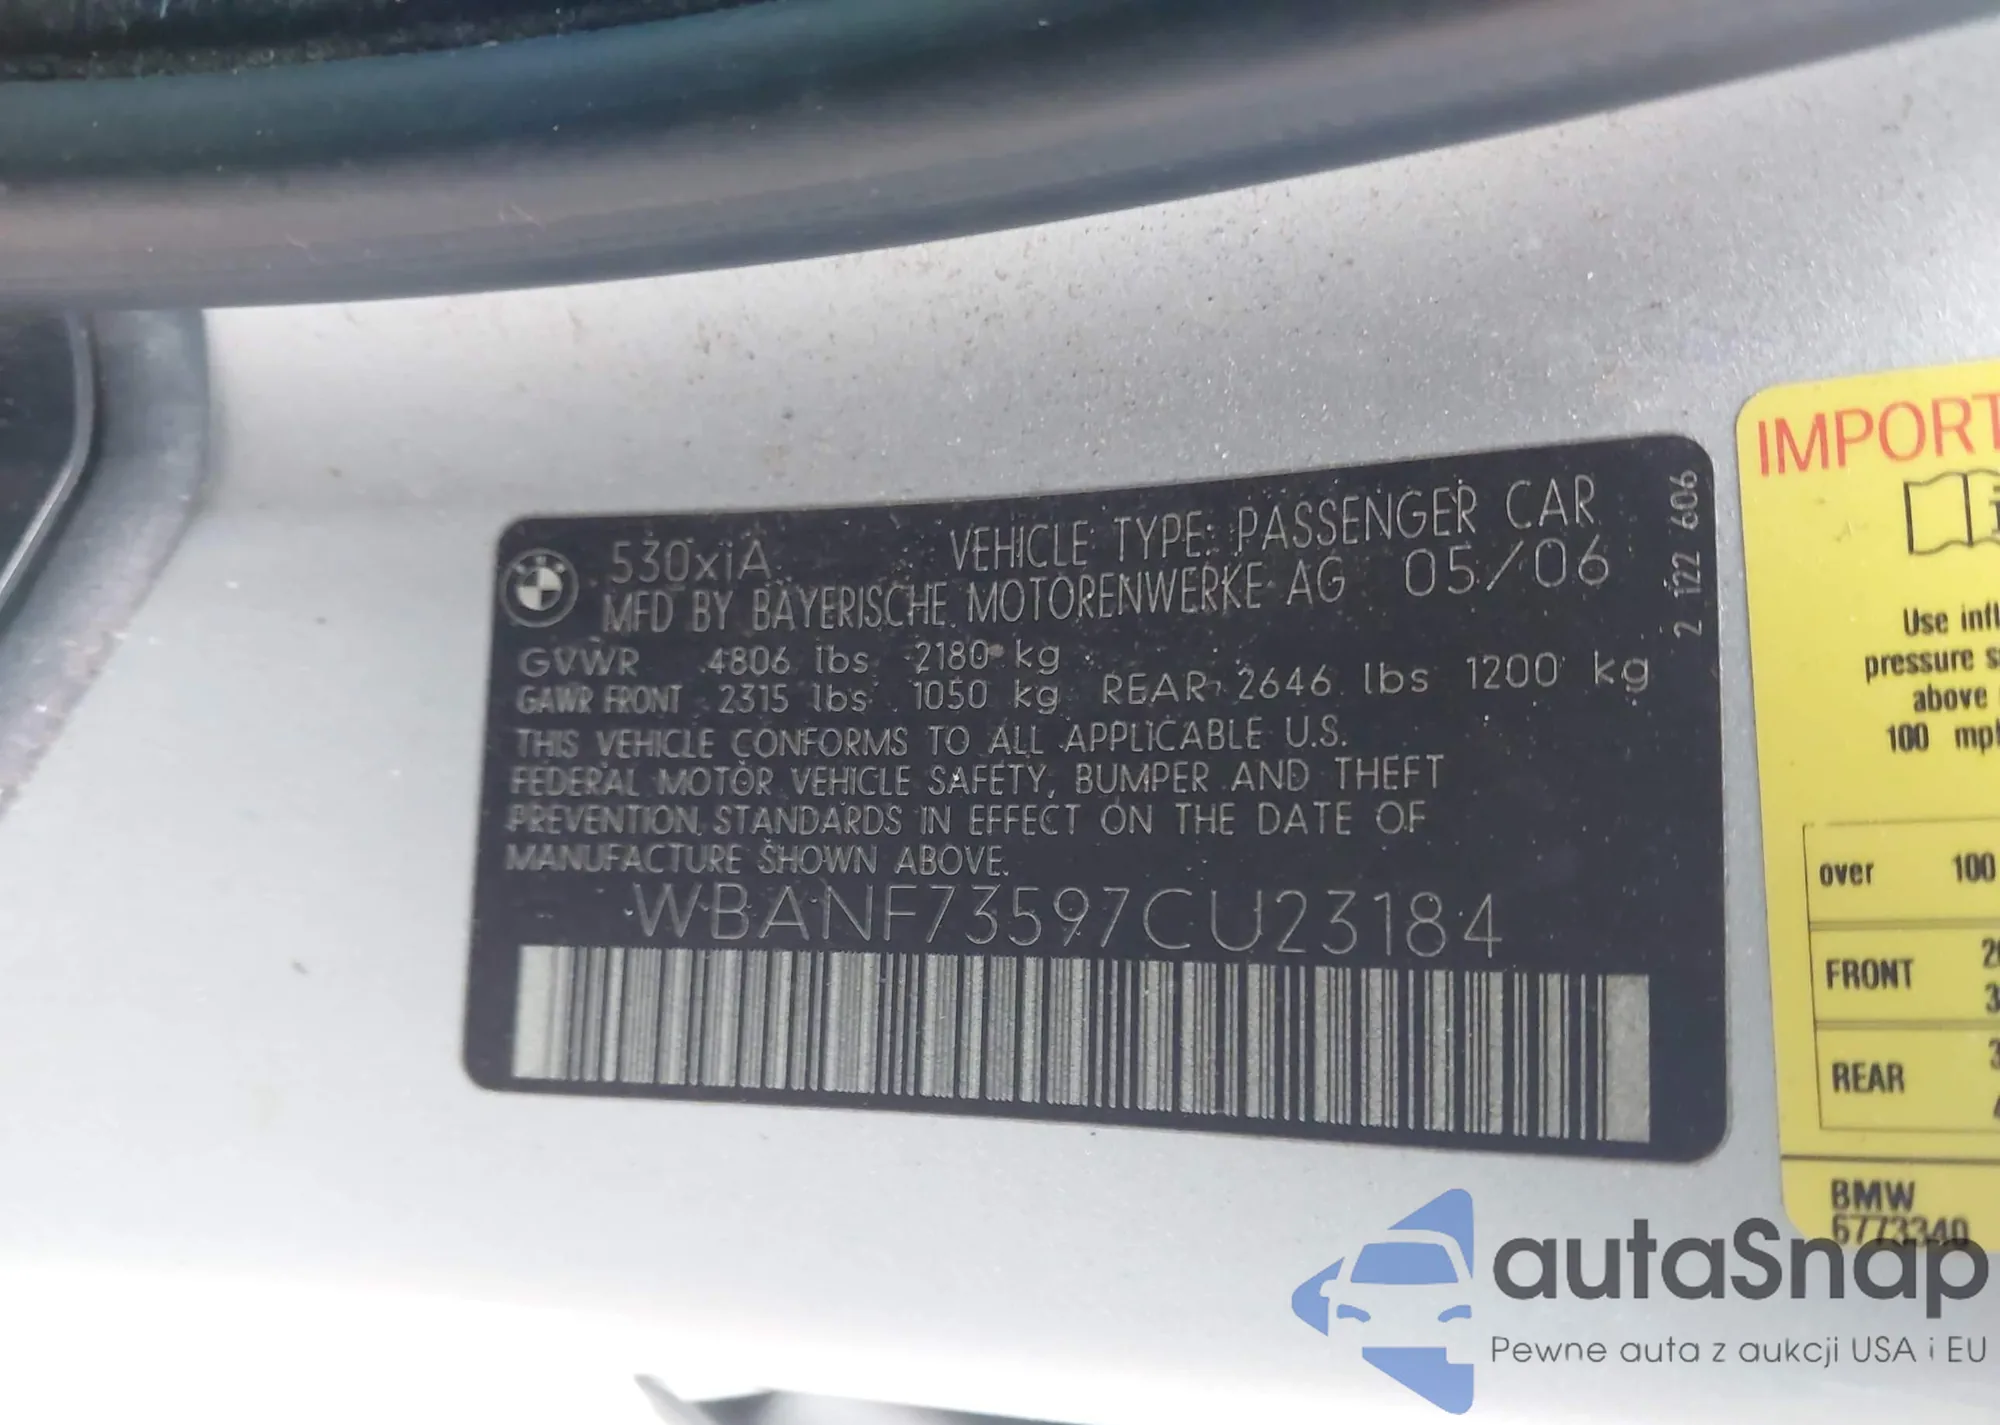 530xiA VEHICLE TYPE: PASSENGER CAR
MFD BY BAYERISCHE MOTORENWERKE AG 05/06
GVWR 4806 lbs 2180 kg
GAWR FRONT 2315 lbs 1050 kg REAR 2646 lbs 1200 kg
THIS VEHICLE CONFORMS TO ALL APPLICABLE U.S.
FEDERAL MOTOR VEHICLE SAFETY, BUMPER AND THEFT
PREVENTION STANDARDS IN EFFECT ON THE DATE OF
MANUFACTURE SHOWN ABOVE.
WBANF73597CU23184
2 122 606
IMPORT
Use infl
pressure s
above
100 mph
over 100
FRONT
REAR
BMW
6773340
autaSnap
Pewne auta z aukcji USA i EU